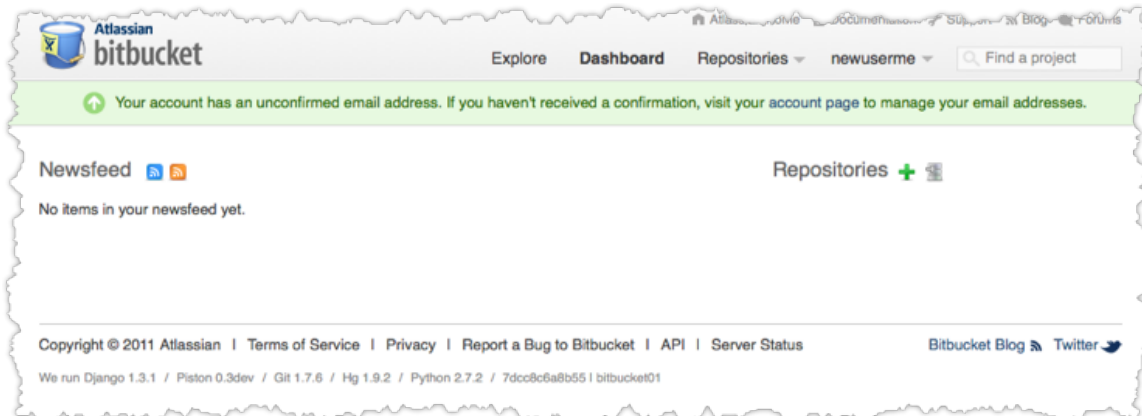 Blog
Atlassian
bitbucket
Explore Dashboard Repositories newuserme Find a project
Your account has an unconfirmed email address. If you haven't received a confirmation, visit your account page to manage your email addresses.
Newsfeed
Repositories
No items in your newsfeed yet.
Copyright © 2011 Atlassian | Terms of Service | Privacy | Report a Bug to Bitbucket | API | Server Status
Bitbucket Blog Twitter
We run Django 1.3.1 / Piston 0.3dev / Git 1.7.6 / Hg 1.9.2 / Python 2.7.2 / 7dcc8c6a8b55 | bitbucket01